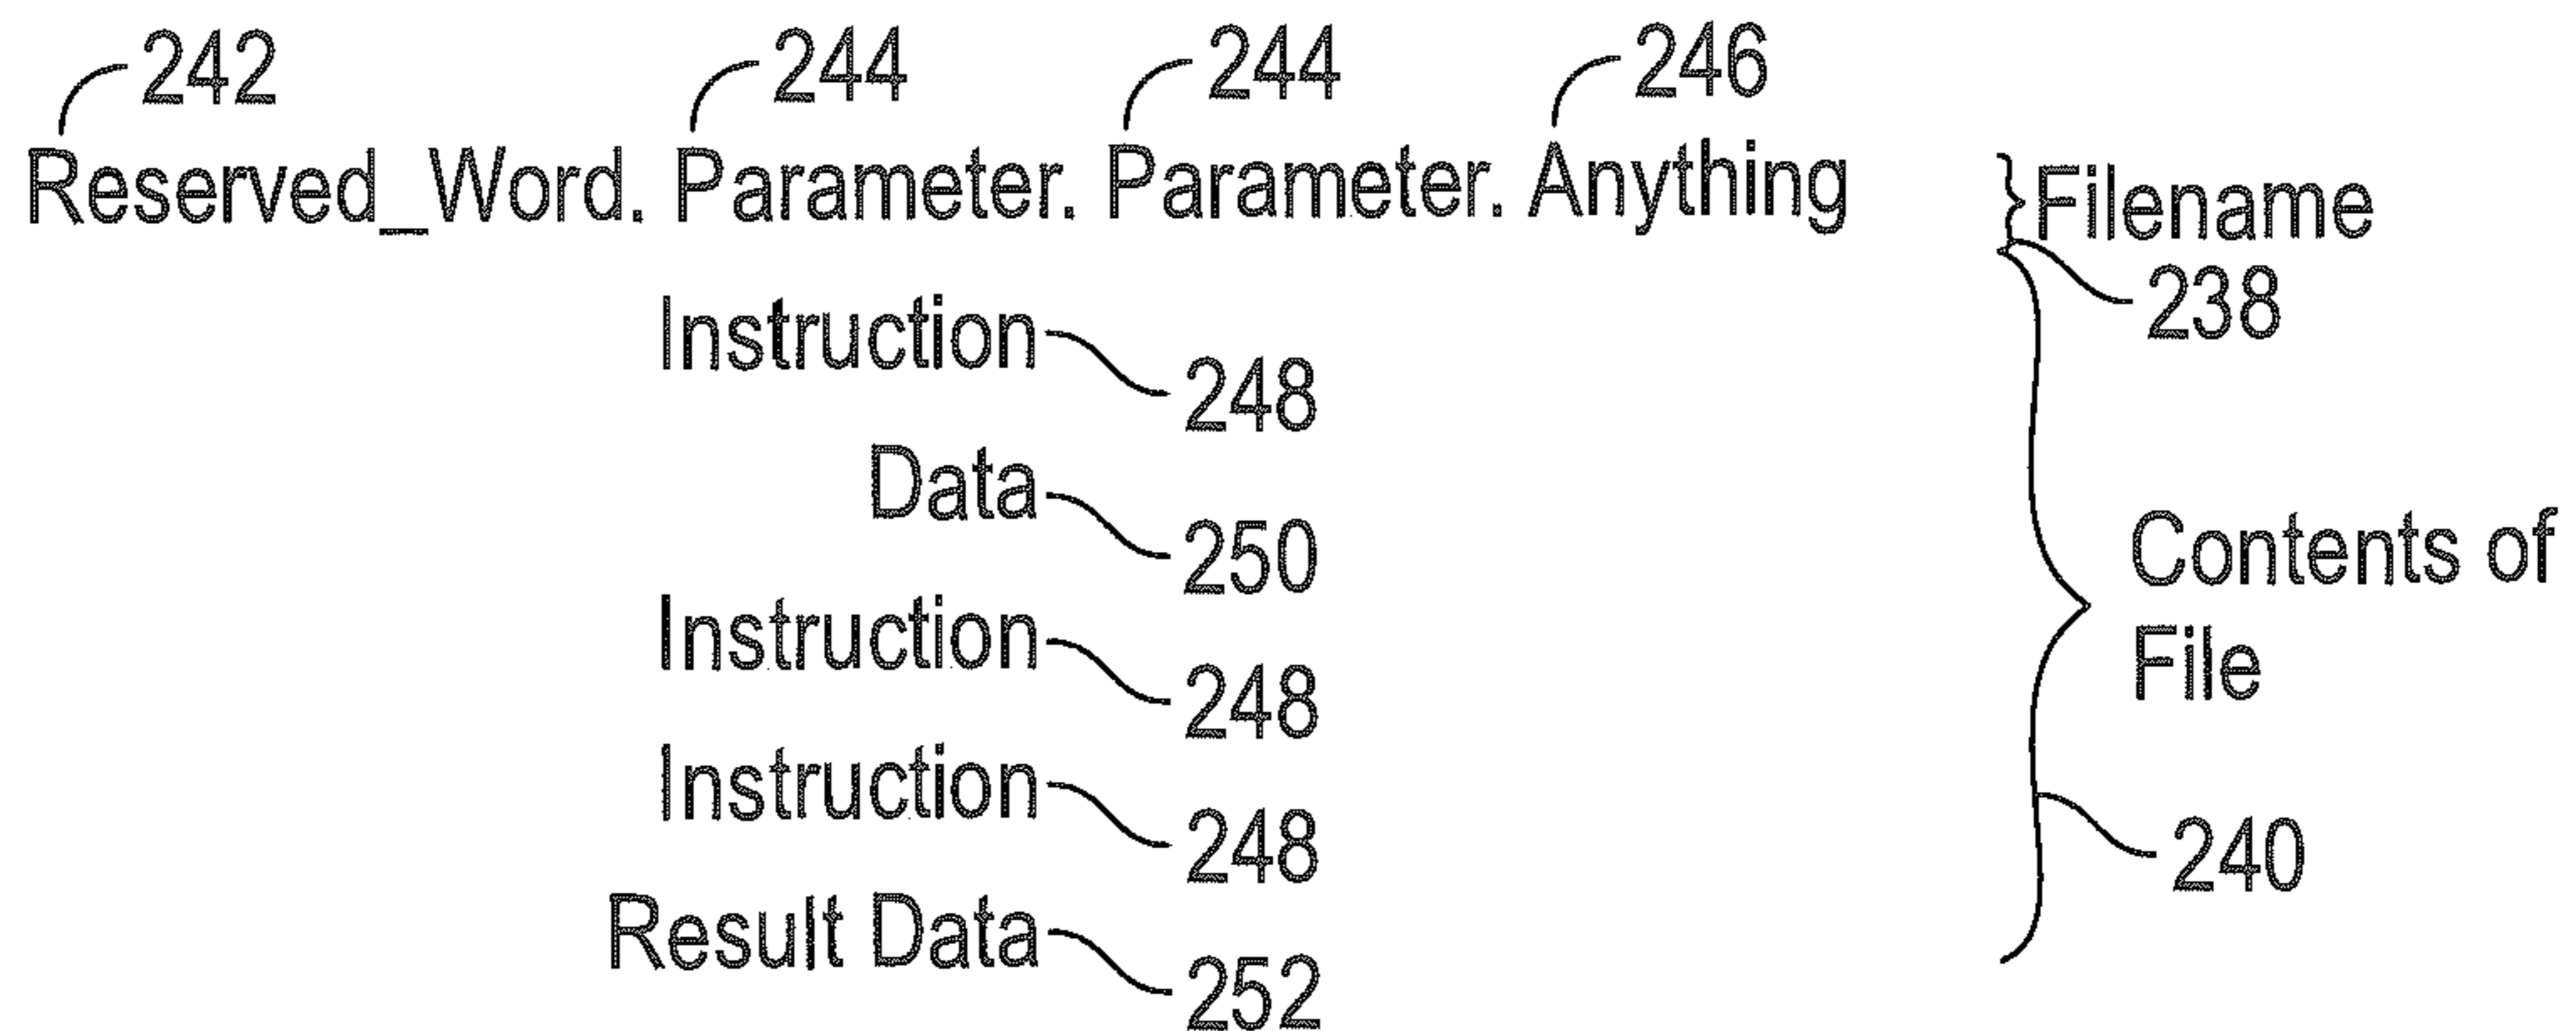 242 244 244 246
Reserved_Word. Parameter. Parameter. Anything
Filename
238
Instruction
248
Data
250
Instruction
248
Instruction
248
Result Data
252
Contents of
File
240